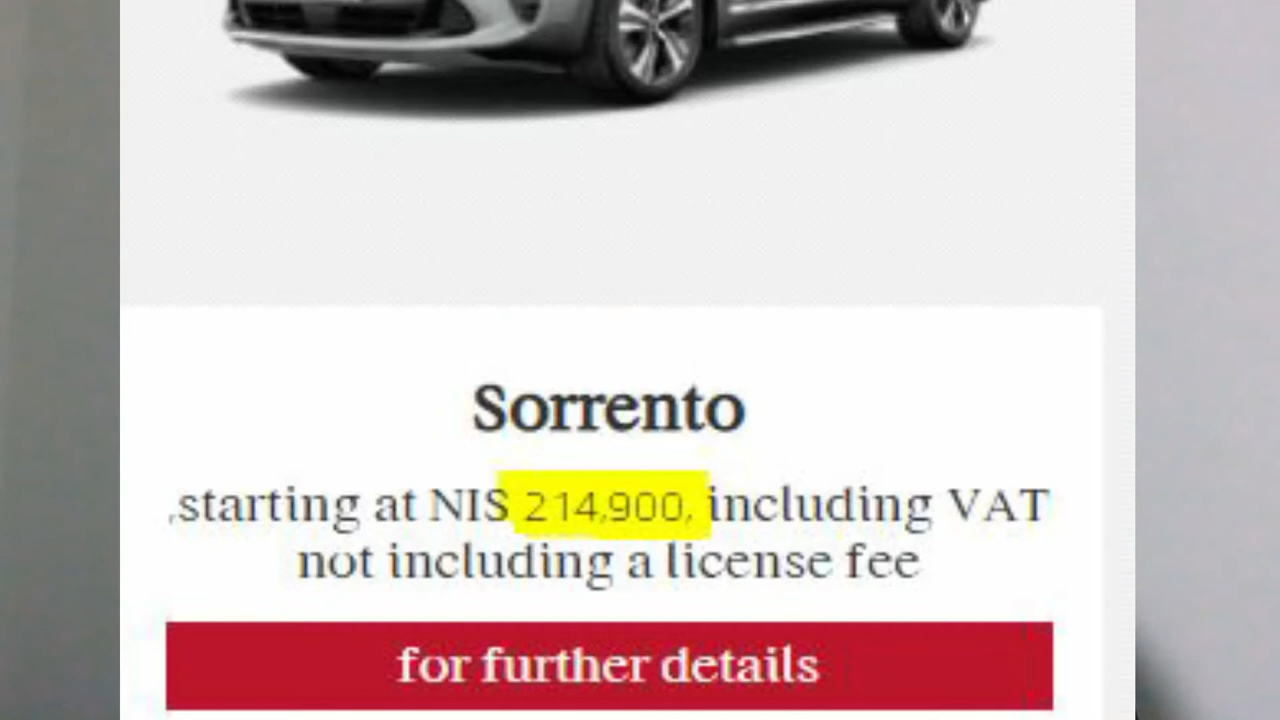 Sorrento
,starting at NIS 214,900, including VAT
not including a license fee
for further details